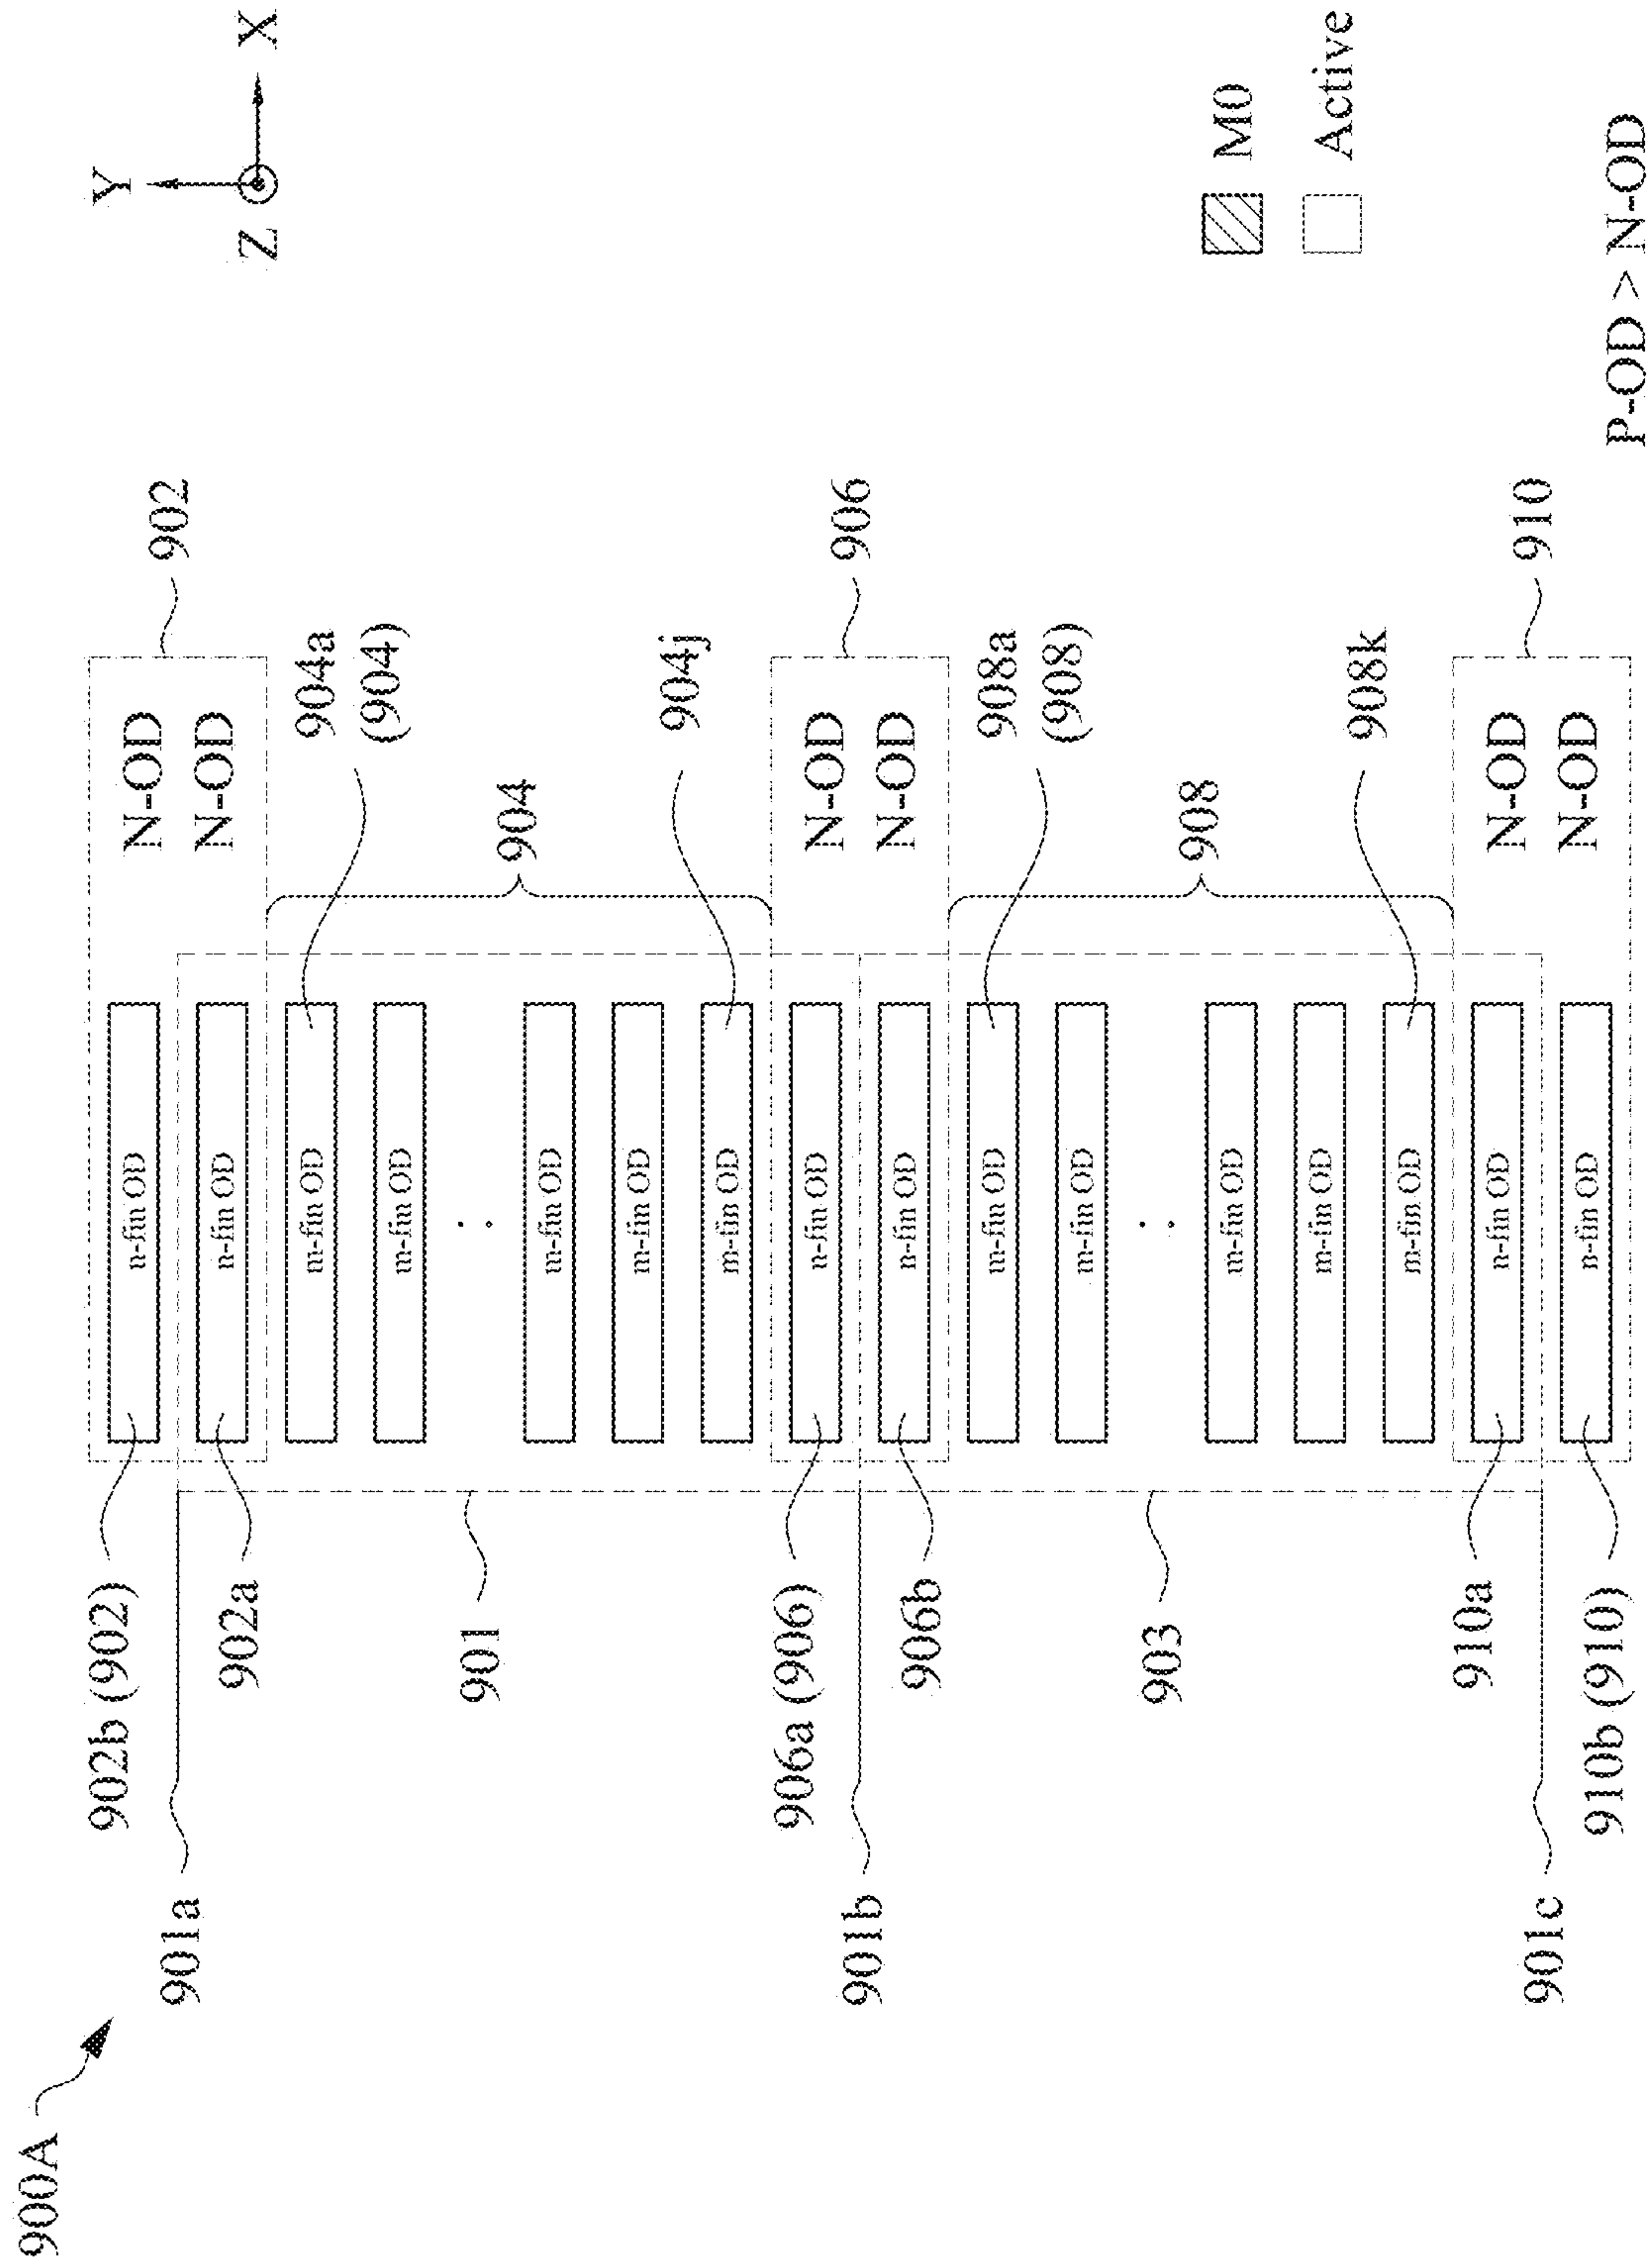 900A
Y
902b (902)
n-fin OD
N-OD
902
901a
n-fin OD
N-OD
902a
Z
X
m-fin OD
904a
(904)
m-fin OD
901
904
m-fin OD
m-fin OD
904j
m-fin OD
906a (906)
n-fin OD
N-OD
906
901b
n-fin OD
N-OD
906b
m-fin OD
908a
(908)
m-fin OD
903
908
m-fin OD
M0
m-fin OD
Active
908k
m-fin OD
910a
n-fin OD
N-OD
910
901c
n-fin OD
N-OD
910b (910)
P-OD > N-OD